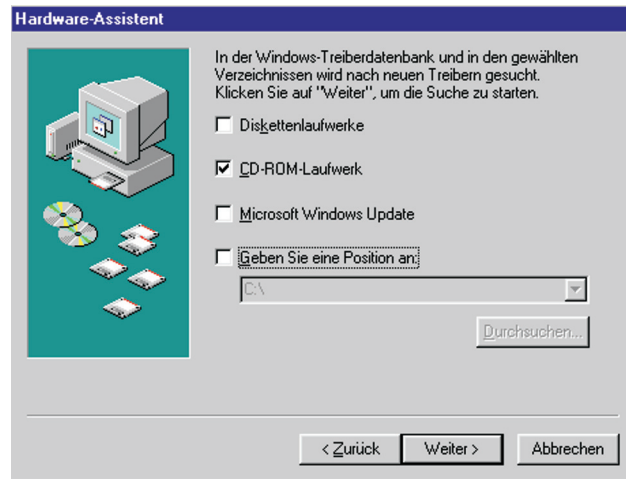 Hardware-Assistent
In der Windows-Treiberdatenbank und in den gewählten
Verzeichnissen wird nach neuen Treibern gesucht.
Klicken Sie auf "Weiter", um die Suche zu starten.
Diskettenlaufwerke
CD-ROM-Laufwerk
Microsoft Windows Update
Geben Sie eine Position an:
C:\
Durchsuchen...
< Zurück Weiter > Abbrechen